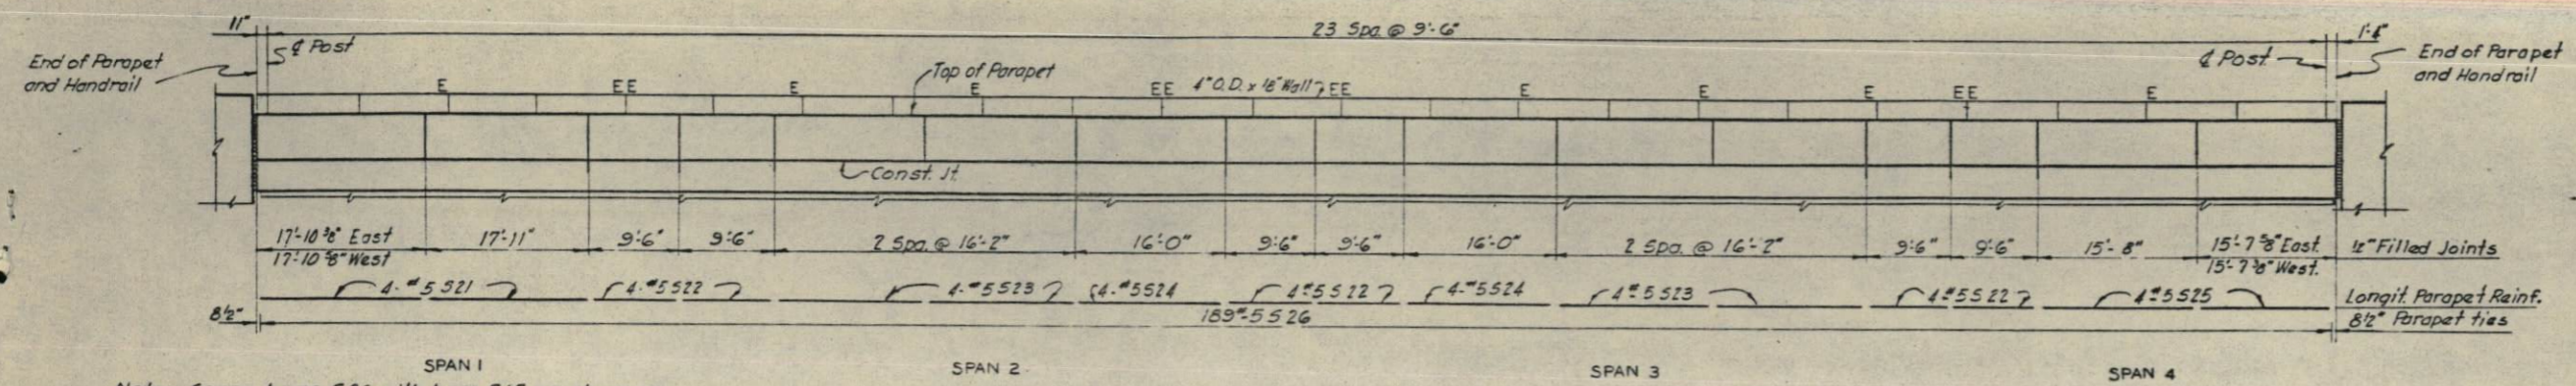 11"
23 Spa. @ 9'-6"
¢ Post
End of Parapet
and Handrail
¢ Post
End of Parapet
and Handrail
Top of Parapet
E EE E E EE 4" O.D. x 1/8" Wall EE E E E EE E
Const. Jt.
17'-10 3/8" East 17'-11" 9'-6" 9'-6" 2 Spa. @ 16'-2" 16'-0" 9'-6" 9'-6" 16'-0" 2 Spa. @ 16'-2" 9'-6" 9'-6" 15'-8" 15'-7 5/8" East. 1/2" Filled Joints
17'-10 5/8" West 15'-7 3/8" West.
4-#5 S21 4-#5 S22 4-#5 S23 4-#5 S24 4#5 S22 4-#5 S24 4#5 S23 4#5 S22 4#5 S25 Longit. Parapet Reinf.
8 1/2" 189#-5 S26 8 1/2" Parapet ties
SPAN 1 SPAN 2 SPAN 3 SPAN 4